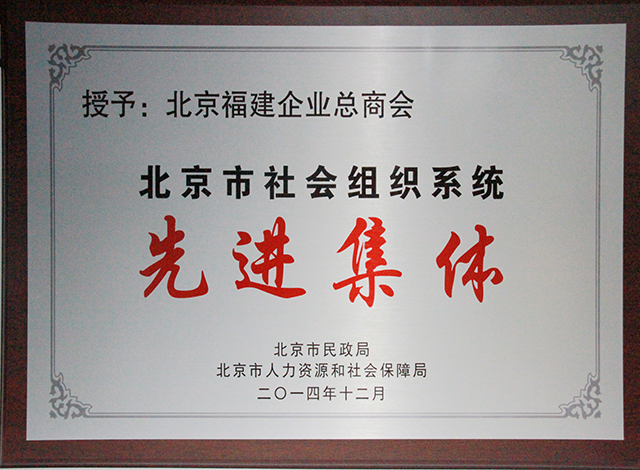 授予：北京福建企业总商会
北京市社会组织系统
先进集体
北京市民政局
北京市人力资源和社会保障局
二〇一四年十二月